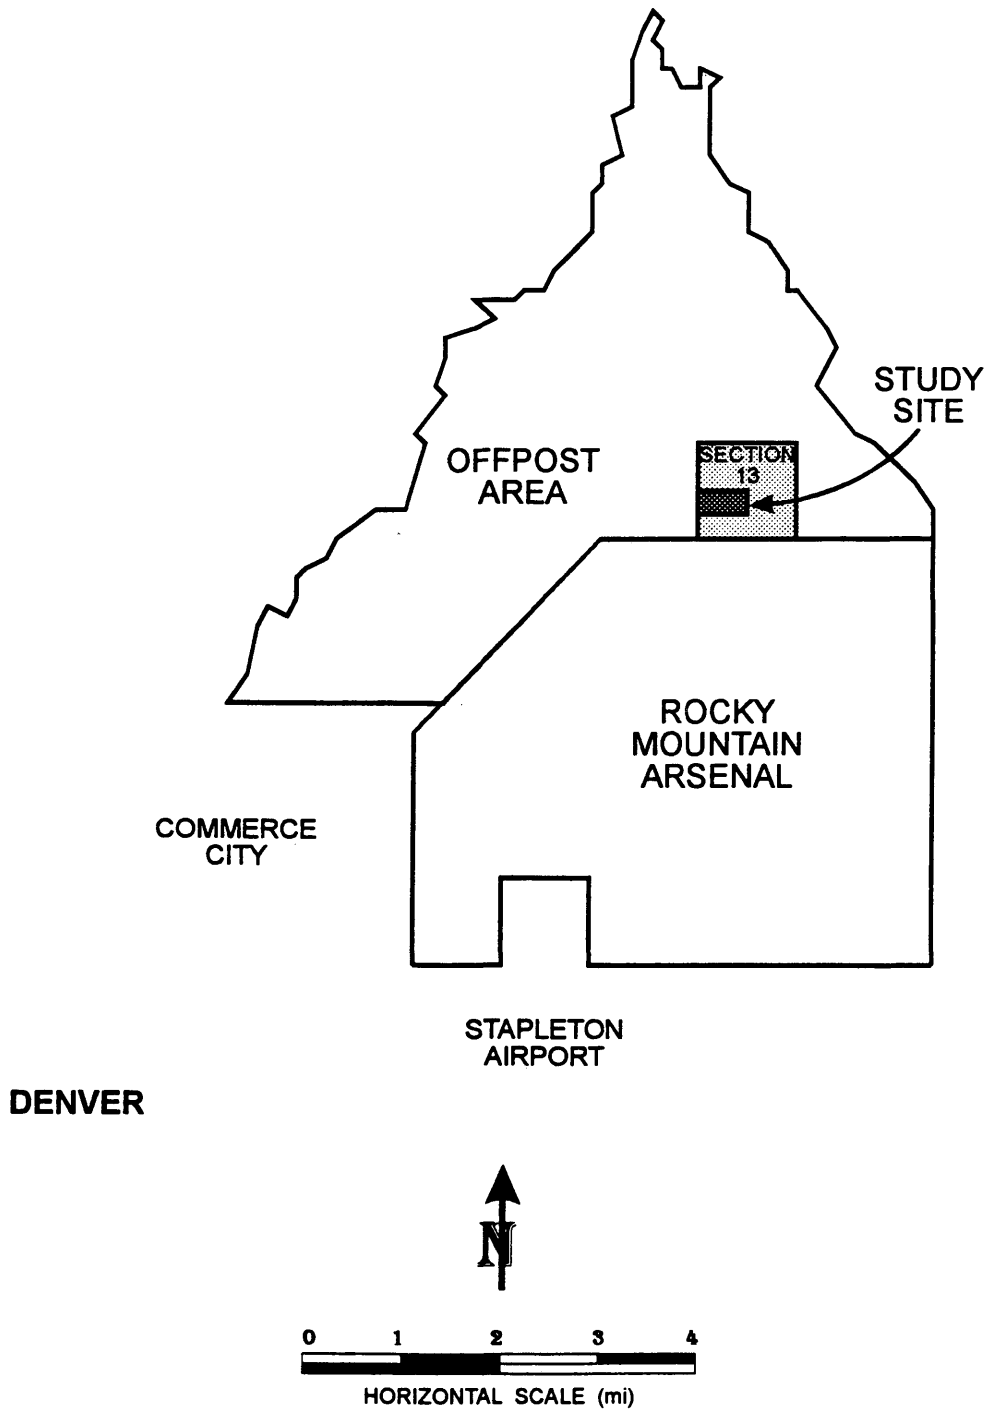 STUDY
SITE
OFFPOST
AREA
SECTION
13
ROCKY
MOUNTAIN
ARSENAL
COMMERCE
CITY
STAPLETON
AIRPORT
DENVER
N
0 1 2 3 4
HORIZONTAL SCALE (mi)